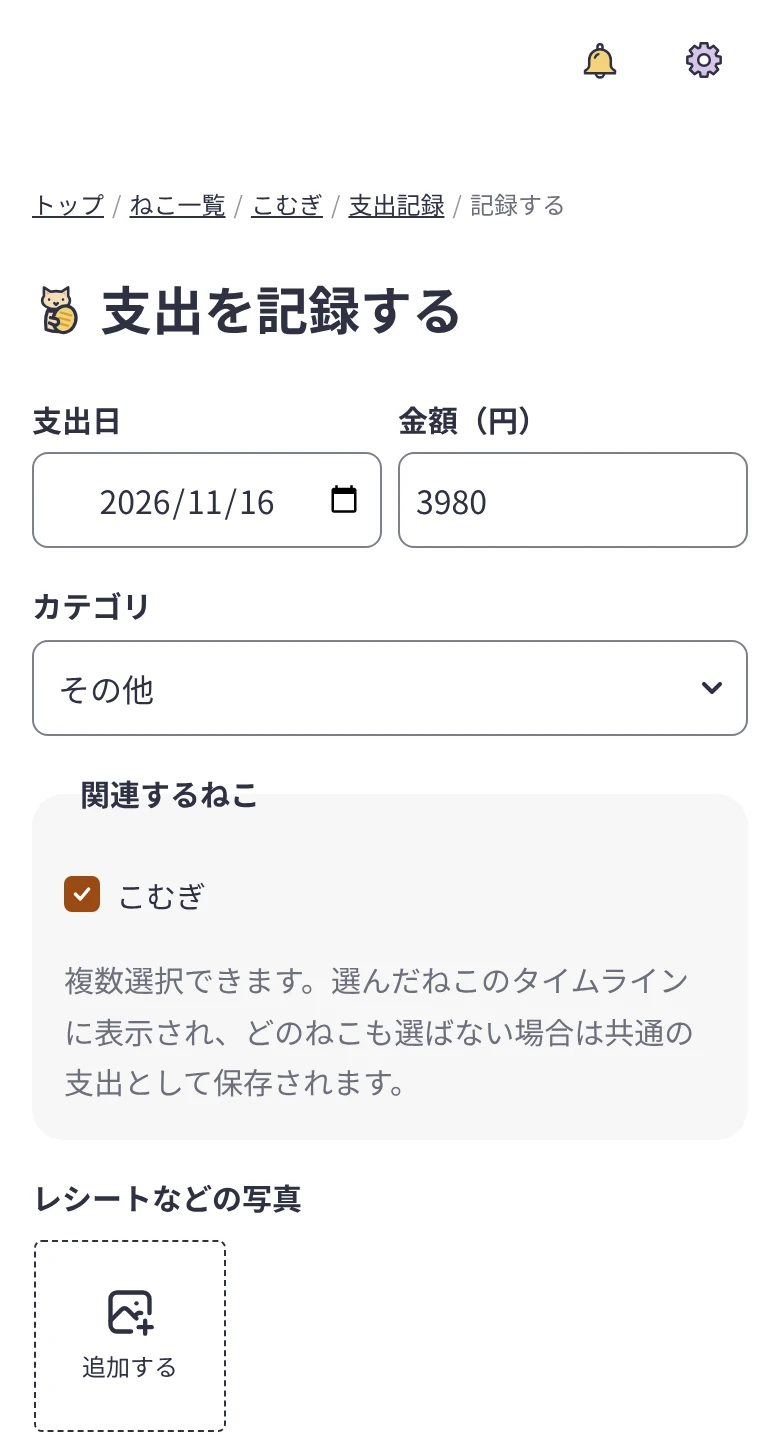 トップ / ねこ一覧 / こむぎ / 支出記録 / 記録する
支出を記録する
支出日
金額（円）
2026/11/16
3980
カテゴリ
その他
関連するねこ
こむぎ
複数選択できます。選んだねこのタイムライン
に表示され、どのねこも選ばない場合は共通の
支出として保存されます。
レシートなどの写真
追加する